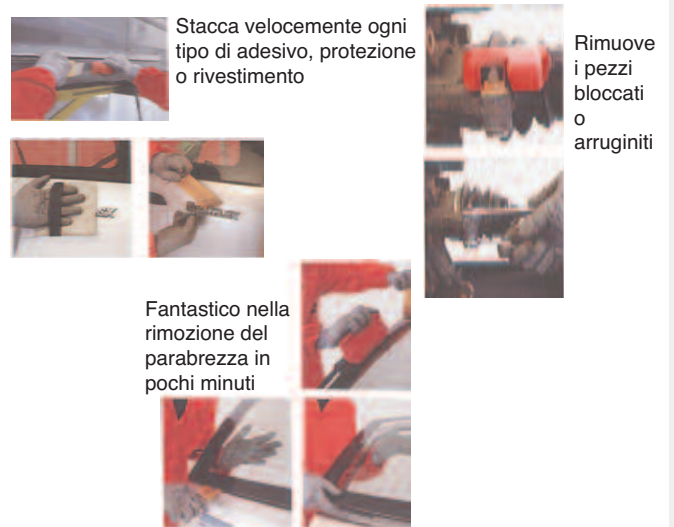 Stacca velocemente ogni
tipo di adesivo, protezione
o rivestimento
Rimuove
i pezzi
bloccati
o
arruginiti
Fantastico nella
rimozione del
parabrezza in
pochi minuti